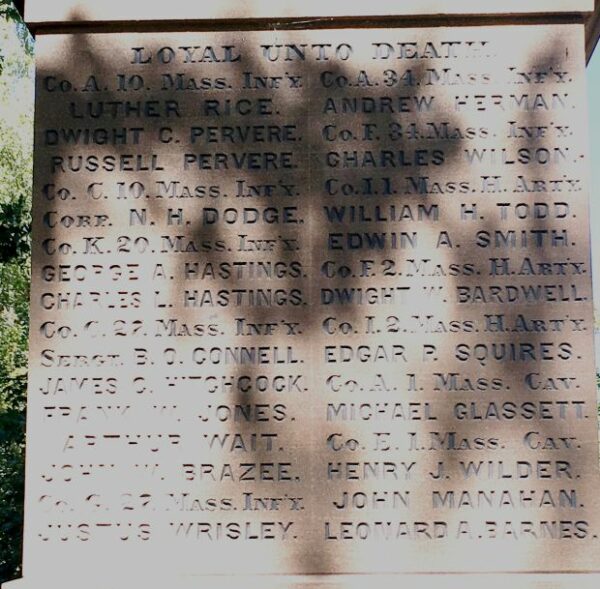 LOYAL UNTO DEATH.
Co. A. 10. Mass. Inf'y.
LUTHER RICE.
DWIGHT C. PERVERE.
RUSSELL PERVERE.
Co. C. 10. Mass. Inf'y.
Corp. N. H. DODGE.
Co. K. 20. Mass. Inf'y.
GEORGE A. HASTINGS.
CHARLES L. HASTINGS.
Co. C. 27. Mass. Inf'y.
Sergt. B. O. CONNELL.
JAMES C. HITCHCOCK.
FRANK W. JONES.
ARTHUR WAIT.
JOHN W. BRAZEE.
Co. G. 27. Mass. Inf'y.
JUSTUS WRISLEY.
Co. A. 34. Mass. Inf'y.
ANDREW HERMAN.
Co. F. 34. Mass. Inf'y.
CHARLES WILSON.
Co. I. 1. Mass. H. Art'y.
WILLIAM H. TODD.
EDWIN A. SMITH.
Co. F. 2. Mass. H. Art'y.
DWIGHT W. BARDWELL.
Co. I. 2. Mass. H. Art'y.
EDGAR P. SQUIRES.
Co. A. 1. Mass. Cav.
MICHAEL GLASSETT.
Co. E. 1. Mass. Cav.
HENRY J. WILDER.
JOHN MANAHAN.
LEONARD A. BARNES.